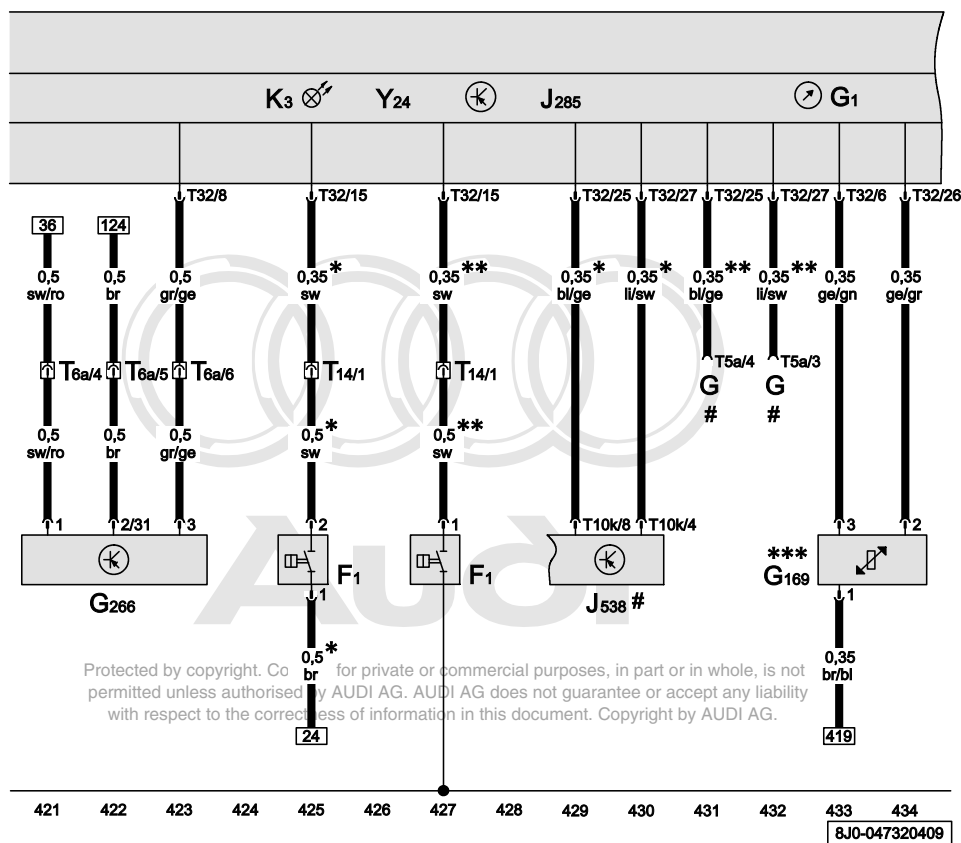 K3 Y24 J285 G1
T32/8 T32/15 T32/15 T32/25 T32/27 T32/25 T32/27 T32/6 T32/26
36 124
0,5 0,5 0,5 0,35* 0,35** 0,35* 0,35* 0,35** 0,35** 0,35 0,35
sw/ro br gr/ge sw sw bl/ge li/sw bl/ge li/sw ge/gn ge/gr
T6a/4 T6a/5 T6a/6 T14/1 T14/1 T5a/4 T5a/3
G G
# #
0,5 0,5 0,5 0,5* 0,5**
sw/ro br gr/ge sw sw
1 2/31 3 2 1 T10k/8 T10k/4 3 2
G266 F1 F1 J538 # *** G169
1 1
Audi
0,5* 0,35
br br/bl
Protected by copyright. Co for private or commercial purposes, in part or in whole, is not
permitted unless authorised by AUDI AG. AUDI AG does not guarantee or accept any liability
with respect to the correctness of information in this document. Copyright by AUDI AG.
24 419
421 422 423 424 425 426 427 428 429 430 431 432 433 434
8J0-047320409